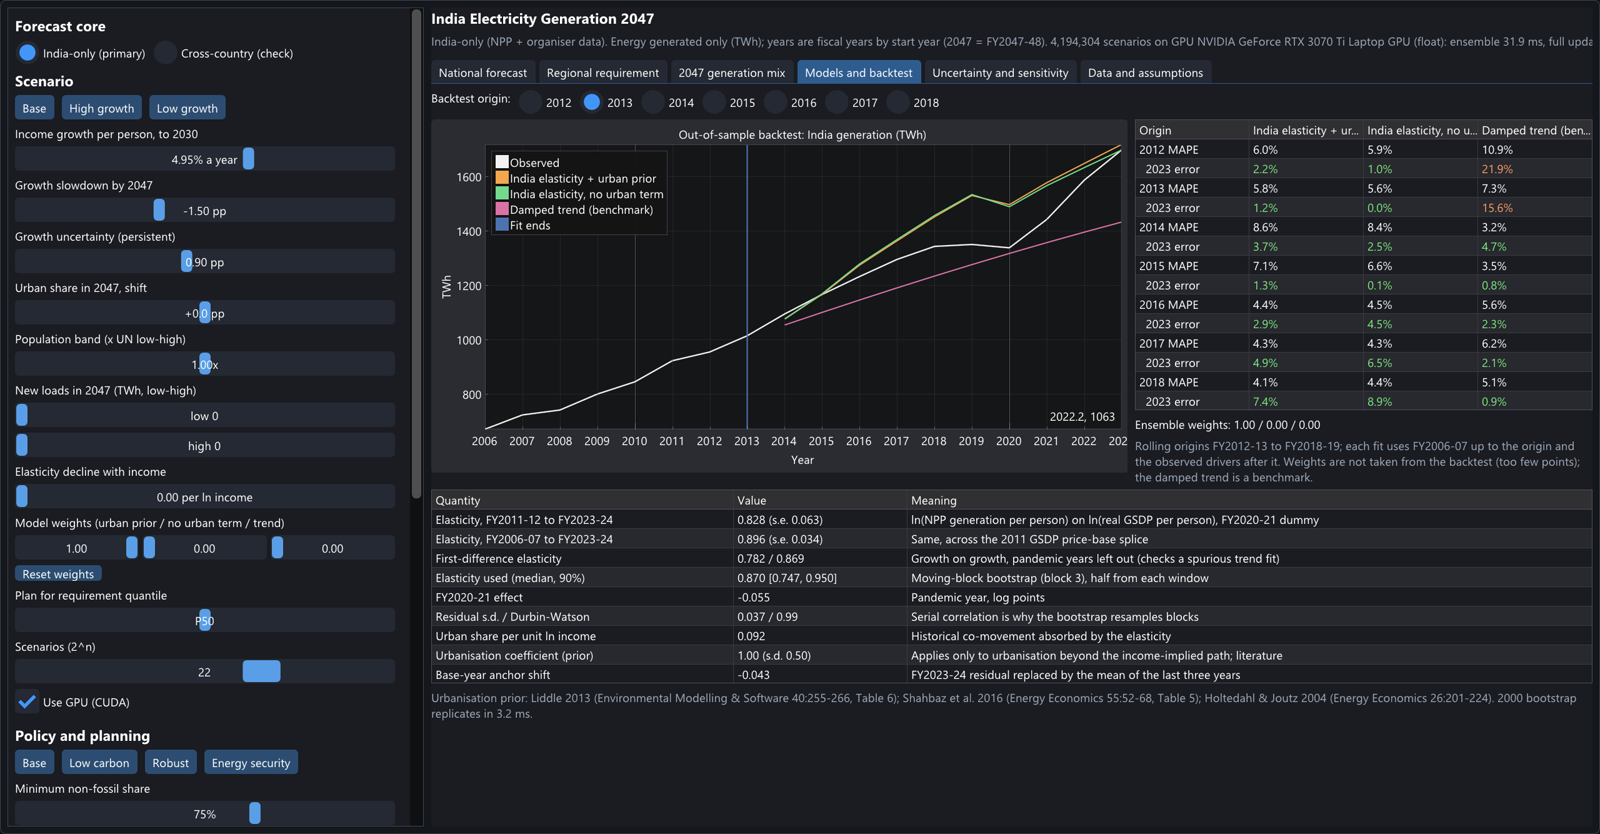 Forecast core
India-only (primary)
Cross-country (check)
Scenario
Base
High growth
Low growth
Income growth per person, to 2030
4.95% a year
Growth slowdown by 2047
-1.50 pp
Growth uncertainty (persistent)
0.90 pp
Urban share in 2047, shift
+0.0 pp
Population band (x UN low-high)
1.00x
New loads in 2047 (TWh, low-high)
low 0
high 0
Elasticity decline with income
0.00 per ln income
Model weights (urban prior / no urban term / trend)
1.00 0.00 0.00
Reset weights
Plan for requirement quantile
P50
Scenarios (2^n)
22
Use GPU (CUDA)
Policy and planning
Base
Low carbon
Robust
Energy security
Minimum non-fossil share
75%
India Electricity Generation 2047
India-only (NPP + organiser data). Energy generated only (TWh); years are fiscal years by start year (2047 = FY2047-48). 4,194,304 scenarios on GPU NVIDIA GeForce RTX 3070 Ti Laptop GPU (float): ensemble 31.9 ms, full upda
National forecast
Regional requirement
2047 generation mix
Models and backtest
Uncertainty and sensitivity
Data and assumptions
Backtest origin: 2012 2013 2014 2015 2016 2017 2018
Out-of-sample backtest: India generation (TWh)
Observed
India elasticity + urban prior
India elasticity, no urban term
Damped trend (benchmark)
Fit ends
TWh
1600
1400
1200
1000
800
2022.2, 1063
2006 2007 2008 2009 2010 2011 2012 2013 2014 2015 2016 2017 2018 2019 2020 2021 2022 202
Year
Origin India elasticity + ur... India elasticity, no u... Damped trend (ben...
2012 MAPE 6.0% 5.9% 10.9%
2023 error 2.2% 1.0% 21.9%
2013 MAPE 5.8% 5.6% 7.3%
2023 error 1.2% 0.0% 15.6%
2014 MAPE 8.6% 8.4% 3.2%
2023 error 3.7% 2.5% 4.7%
2015 MAPE 7.1% 6.6% 3.5%
2023 error 1.3% 0.1% 0.8%
2016 MAPE 4.4% 4.5% 5.6%
2023 error 2.9% 4.5% 2.3%
2017 MAPE 4.3% 4.3% 6.2%
2023 error 4.9% 6.5% 2.1%
2018 MAPE 4.1% 4.4% 5.1%
2023 error 7.4% 8.9% 0.9%
Ensemble weights: 1.00 / 0.00 / 0.00
Rolling origins FY2012-13 to FY2018-19; each fit uses FY2006-07 up to the origin and
the observed drivers after it. Weights are not taken from the backtest (too few points);
the damped trend is a benchmark.
Quantity Value Meaning
Elasticity, FY2011-12 to FY2023-24 0.828 (s.e. 0.063) ln(NPP generation per person) on ln(real GSDP per person), FY2020-21 dummy
Elasticity, FY2006-07 to FY2023-24 0.896 (s.e. 0.034) Same, across the 2011 GSDP price-base splice
First-difference elasticity 0.782 / 0.869 Growth on growth, pandemic years left out (checks a spurious trend fit)
Elasticity used (median, 90%) 0.870 [0.747, 0.950] Moving-block bootstrap (block 3), half from each window
FY2020-21 effect -0.055 Pandemic year, log points
Residual s.d. / Durbin-Watson 0.037 / 0.99 Serial correlation is why the bootstrap resamples blocks
Urban share per unit ln income 0.092 Historical co-movement absorbed by the elasticity
Urbanisation coefficient (prior) 1.00 (s.d. 0.50) Applies only to urbanisation beyond the income-implied path; literature
Base-year anchor shift -0.043 FY2023-24 residual replaced by the mean of the last three years
Urbanisation prior: Liddle 2013 (Environmental Modelling & Software 40:255-266, Table 6); Shahbaz et al. 2016 (Energy Economics 55:52-68, Table 5); Holtedahl & Joutz 2004 (Energy Economics 26:201-224). 2000 bootstrap
replicates in 3.2 ms.